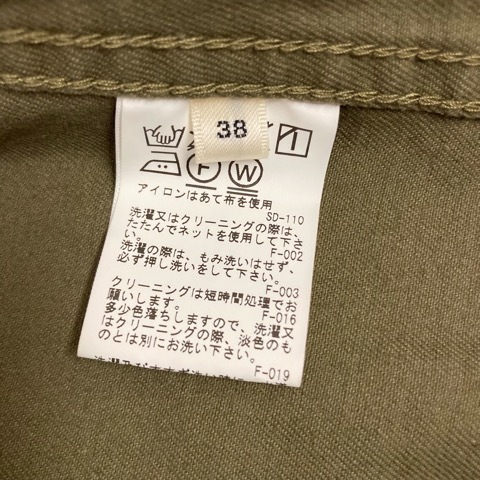 38
F W
アイロンはあて布を使用
SD-110
洗濯又はクリーニングの際は、
たたんでネットを使用して下さ
い。 F-002
洗濯の際は、もみ洗いはせず、
必ず押し洗いをして下さい。
F-003
クリーニングは短時間処理でお
願いします。 F-016
多少色落ちしますので、洗濯又
はクリーニングの際、淡色のも
のとは別にお洗い下さい。
F-019
洗濯及び